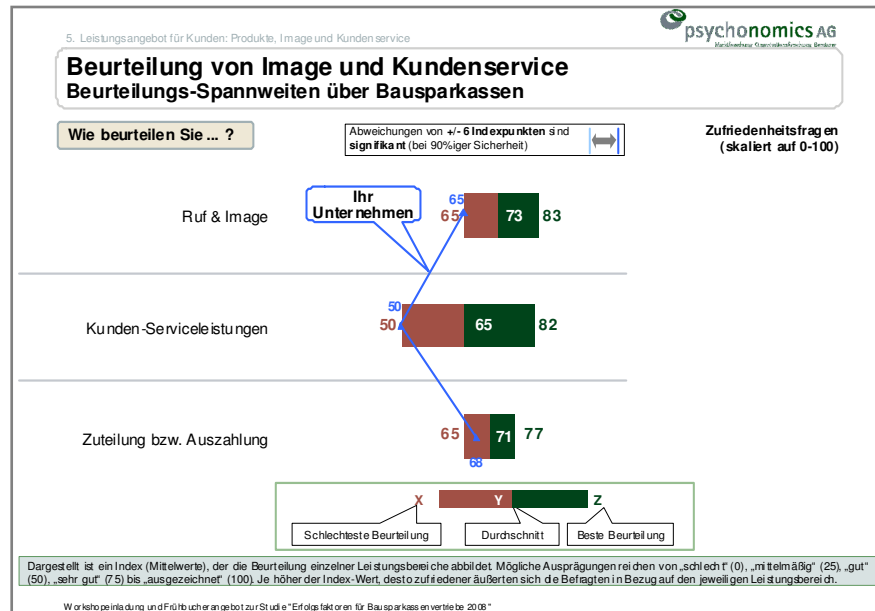 5. Leistungsangebot für Kunden: Produkte, Image und Kundenservice
psychonomics AG
Beurteilung von Image und Kundenservice
Beurteilungs-Spannweiten über Bausparkassen
Wie beurteilen Sie ... ?
Abweichungen von +/- 6 Indexpunkten sind
signifikant (bei 90%iger Sicherheit)
Zufriedenheitsfragen
(skaliert auf 0-100)
Ihr
Unternehmen
Ruf & Image
65
65
73
83
Kunden-Serviceleistungen
50
50
65
82
Zuteilung bzw. Auszahlung
65
71
77
68
X
Y
Z
Schlechteste Beurteilung
Durchschnitt
Beste Beurteilung
Dargestellt ist ein Index (Mittelwerte), der die Beurteilung einzelner Leistungsbereiche abbildet. Mögliche Ausprägungen reichen von „schlecht“ (0), „mittelmäßig“ (25), „gut“
(50), „sehr gut“ (75) bis „ausgezeichnet“ (100). Je höher der Index-Wert, desto zufriedener äußerten sich die Befragten in Bezug auf den jeweiligen Leistungsbereich.
Workshopeinladung und Frühbucherangebot zur Studie "Erfolgsfaktoren für Bausparkassenvertriebe 2008"